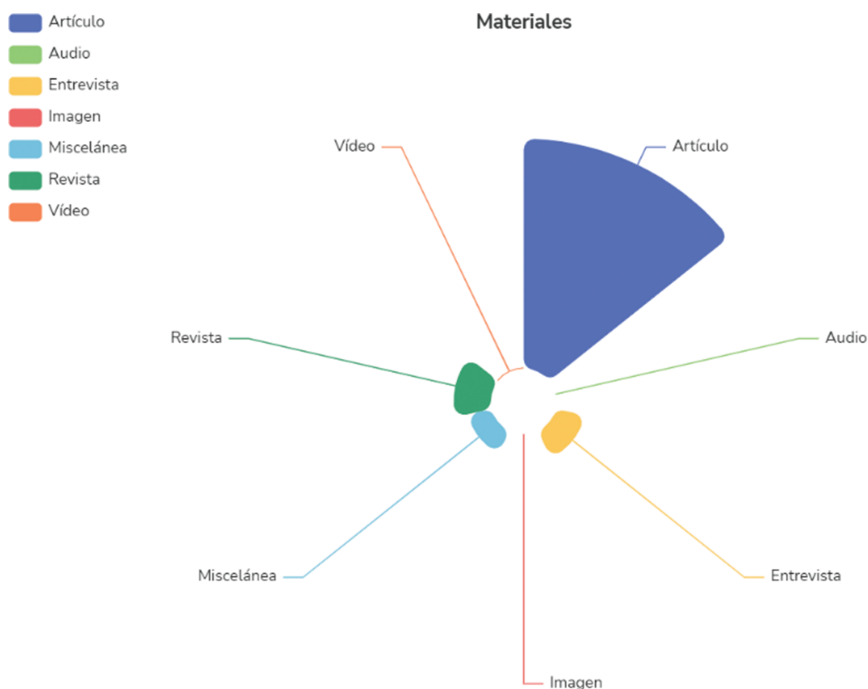 Materiales
Artículo
Audio
Entrevista
Imagen
Miscelánea
Revista
Vídeo
Vídeo
Artículo
Revista
Audio
Miscelánea
Entrevista
Imagen